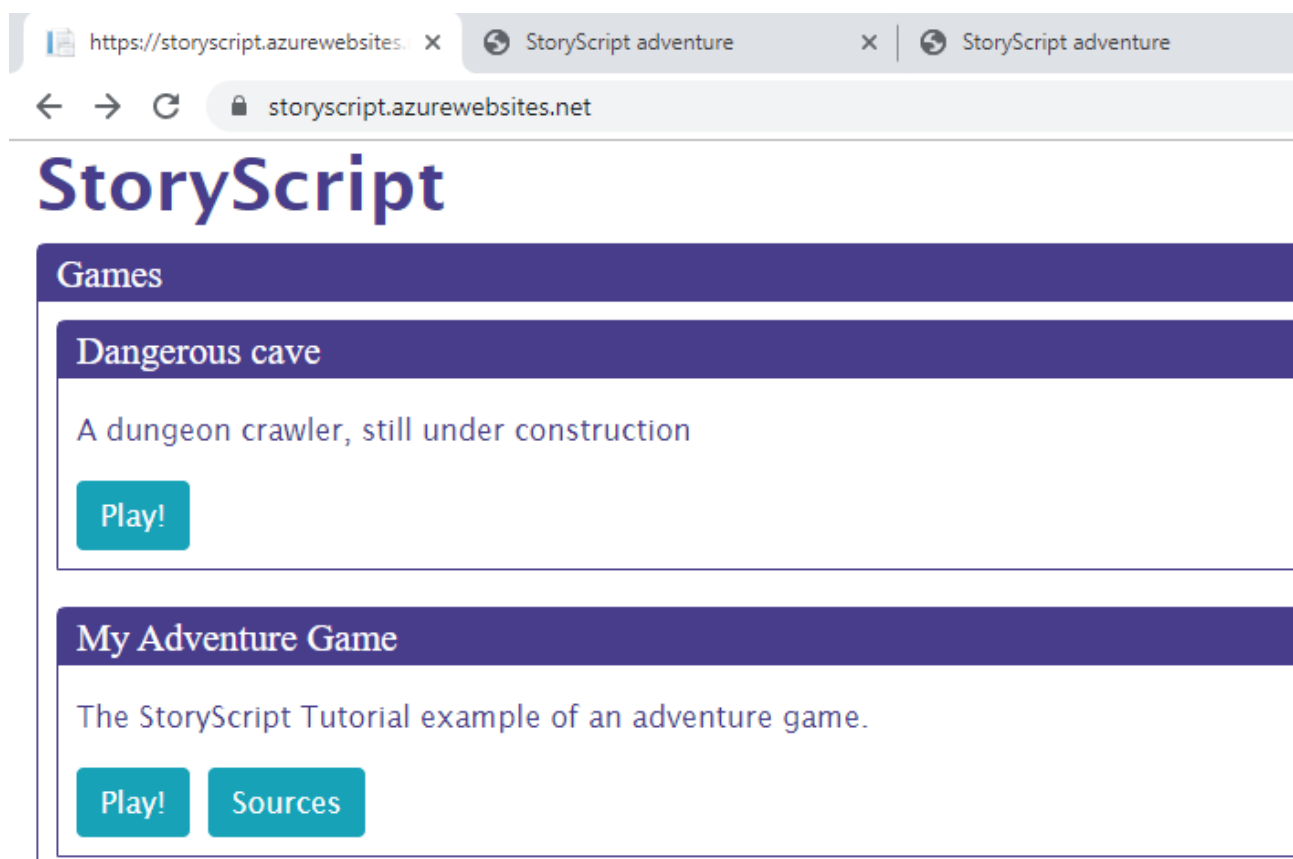 https://storyscript.azurewebsites.
StoryScript adventure
StoryScript adventure
storyscript.azurewebsites.net
StoryScript
Games
Dangerous cave
A dungeon crawler, still under construction
Play!
My Adventure Game
The StoryScript Tutorial example of an adventure game.
Play! Sources